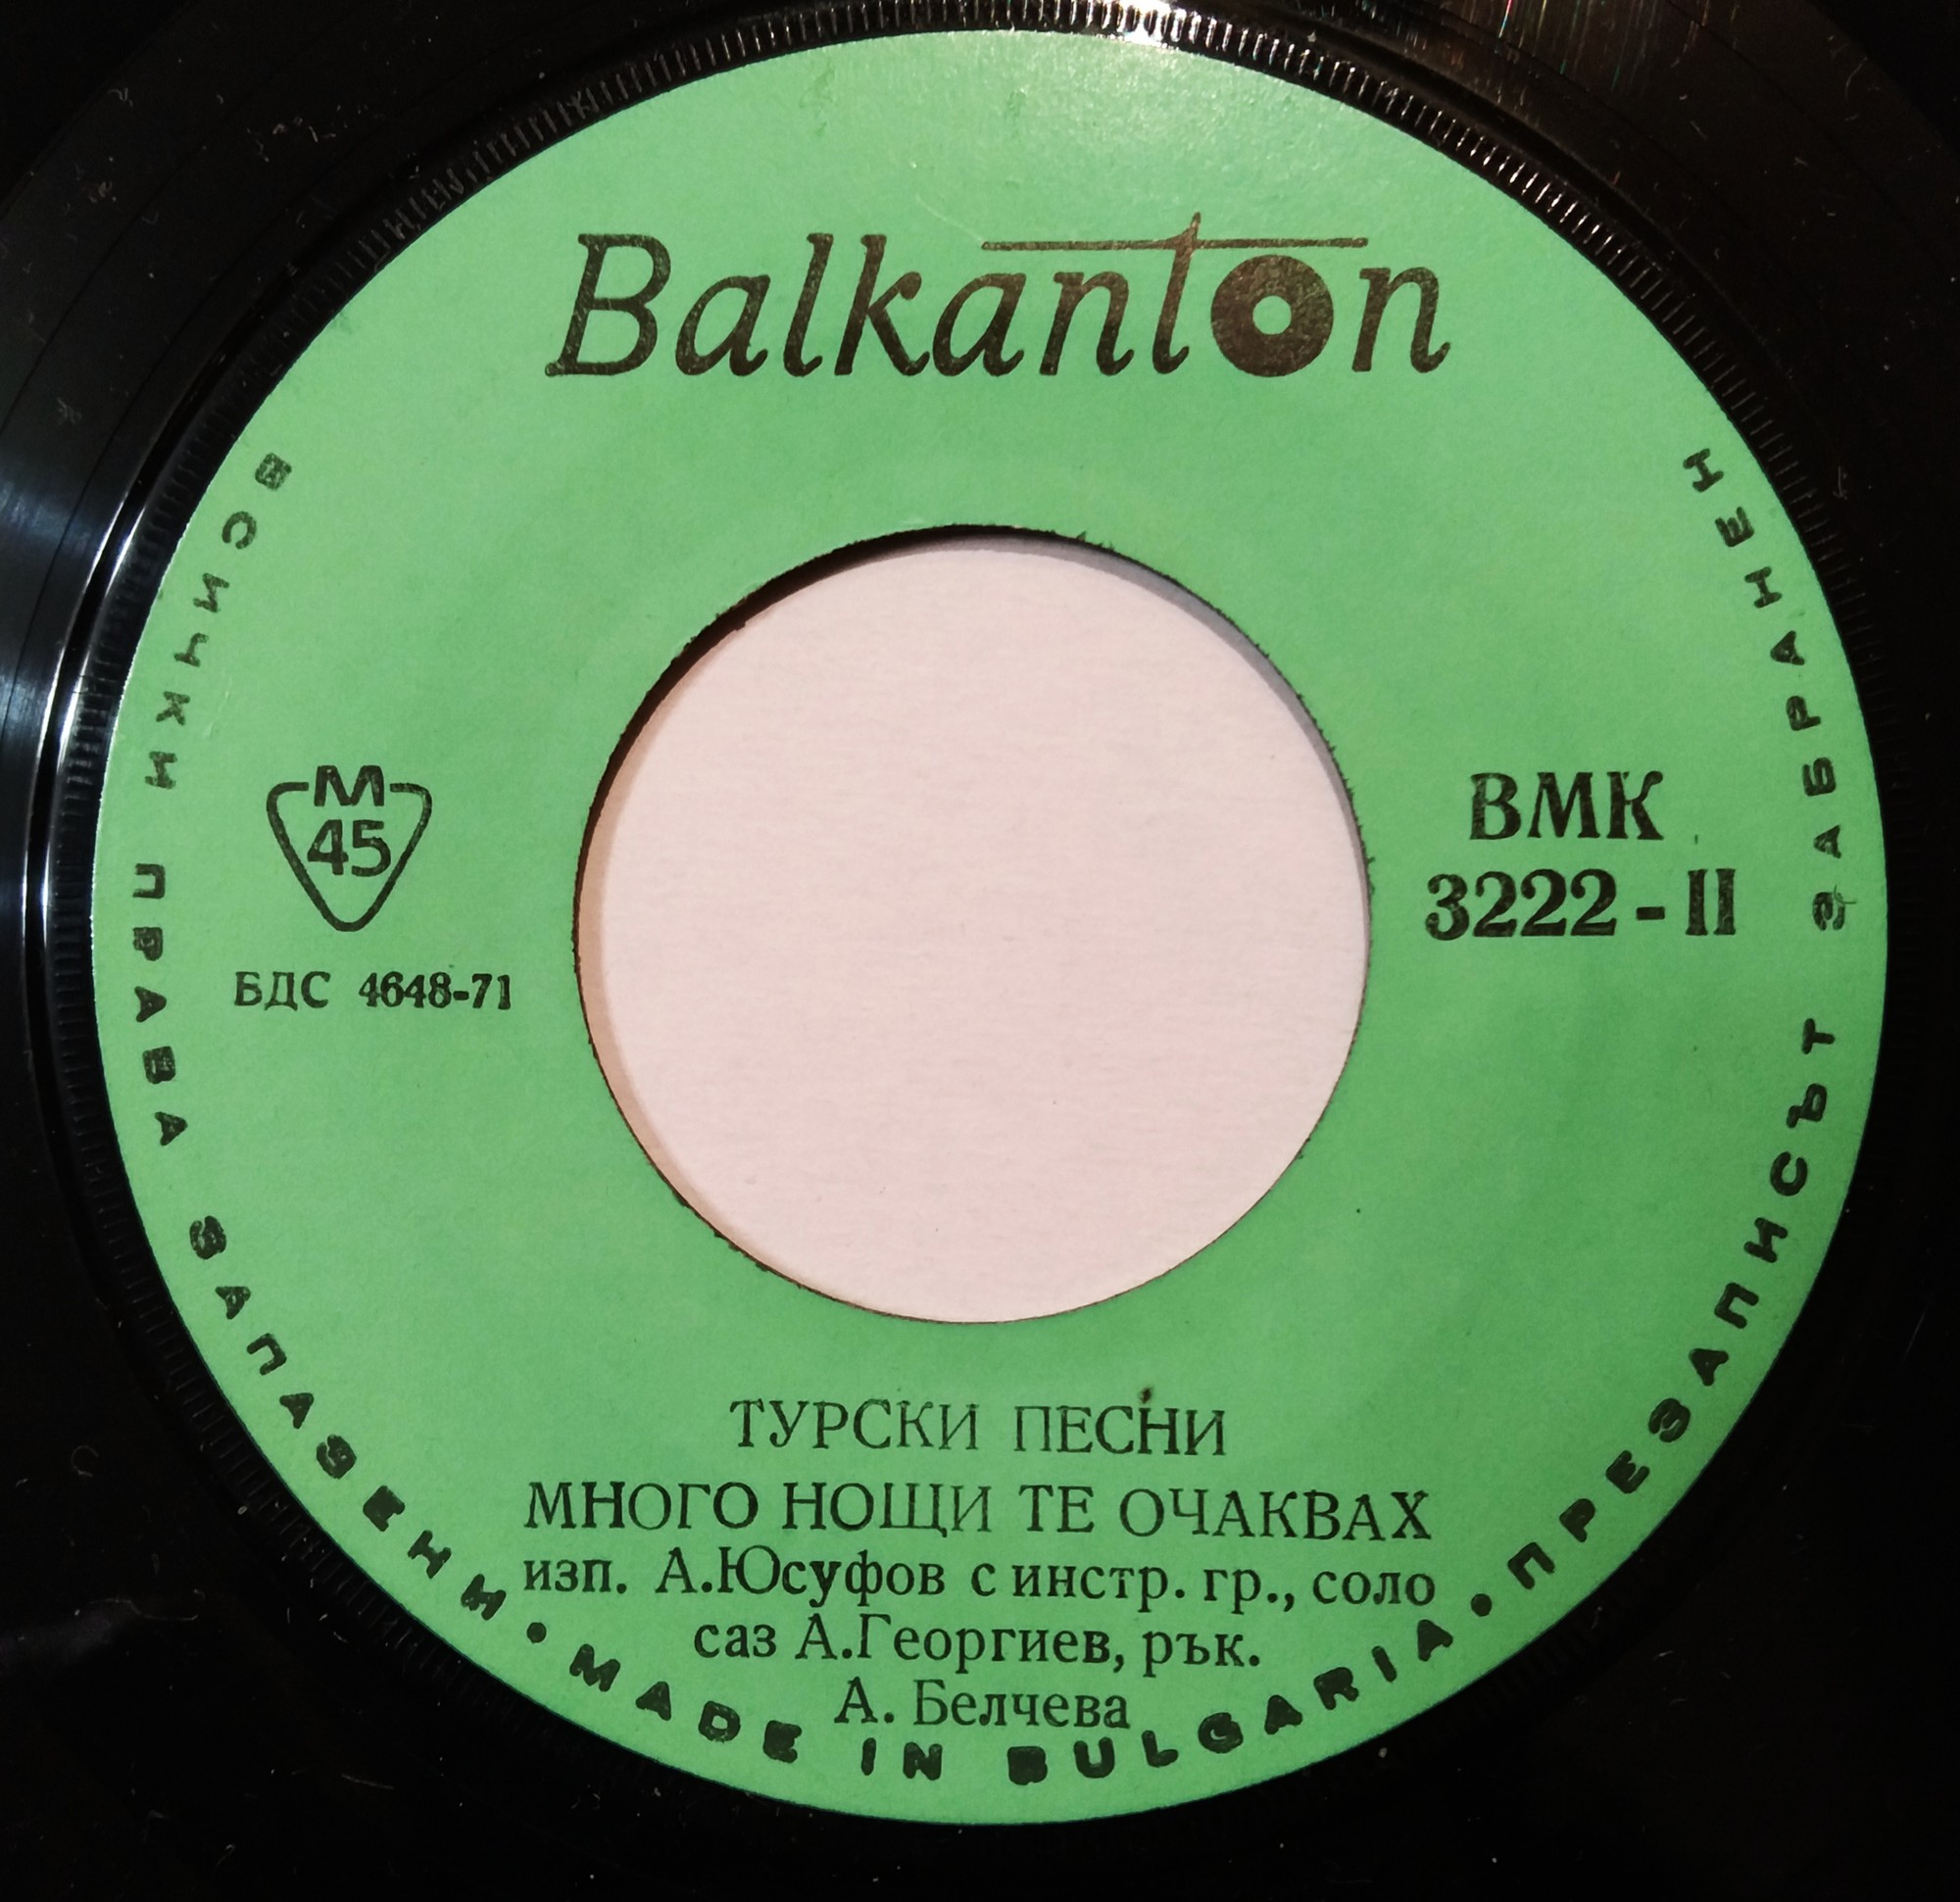 Balkanton
M
45
БДС 4648-71
ВМК
3222-II
ТУРСКИ ПЕСНИ
МНОГО НОЩИ ТЕ ОЧАКВАХ
изп. А.Юсуфов с инстр. гр., соло
саз А.Георгиев, рък.
А. Белчева
ВСИЧКИ ПРАВА ЗАПАЗЕНИ • MADE IN BULGARIA • ПРЕЗАПИСЪТ ЗАБРАНЕН